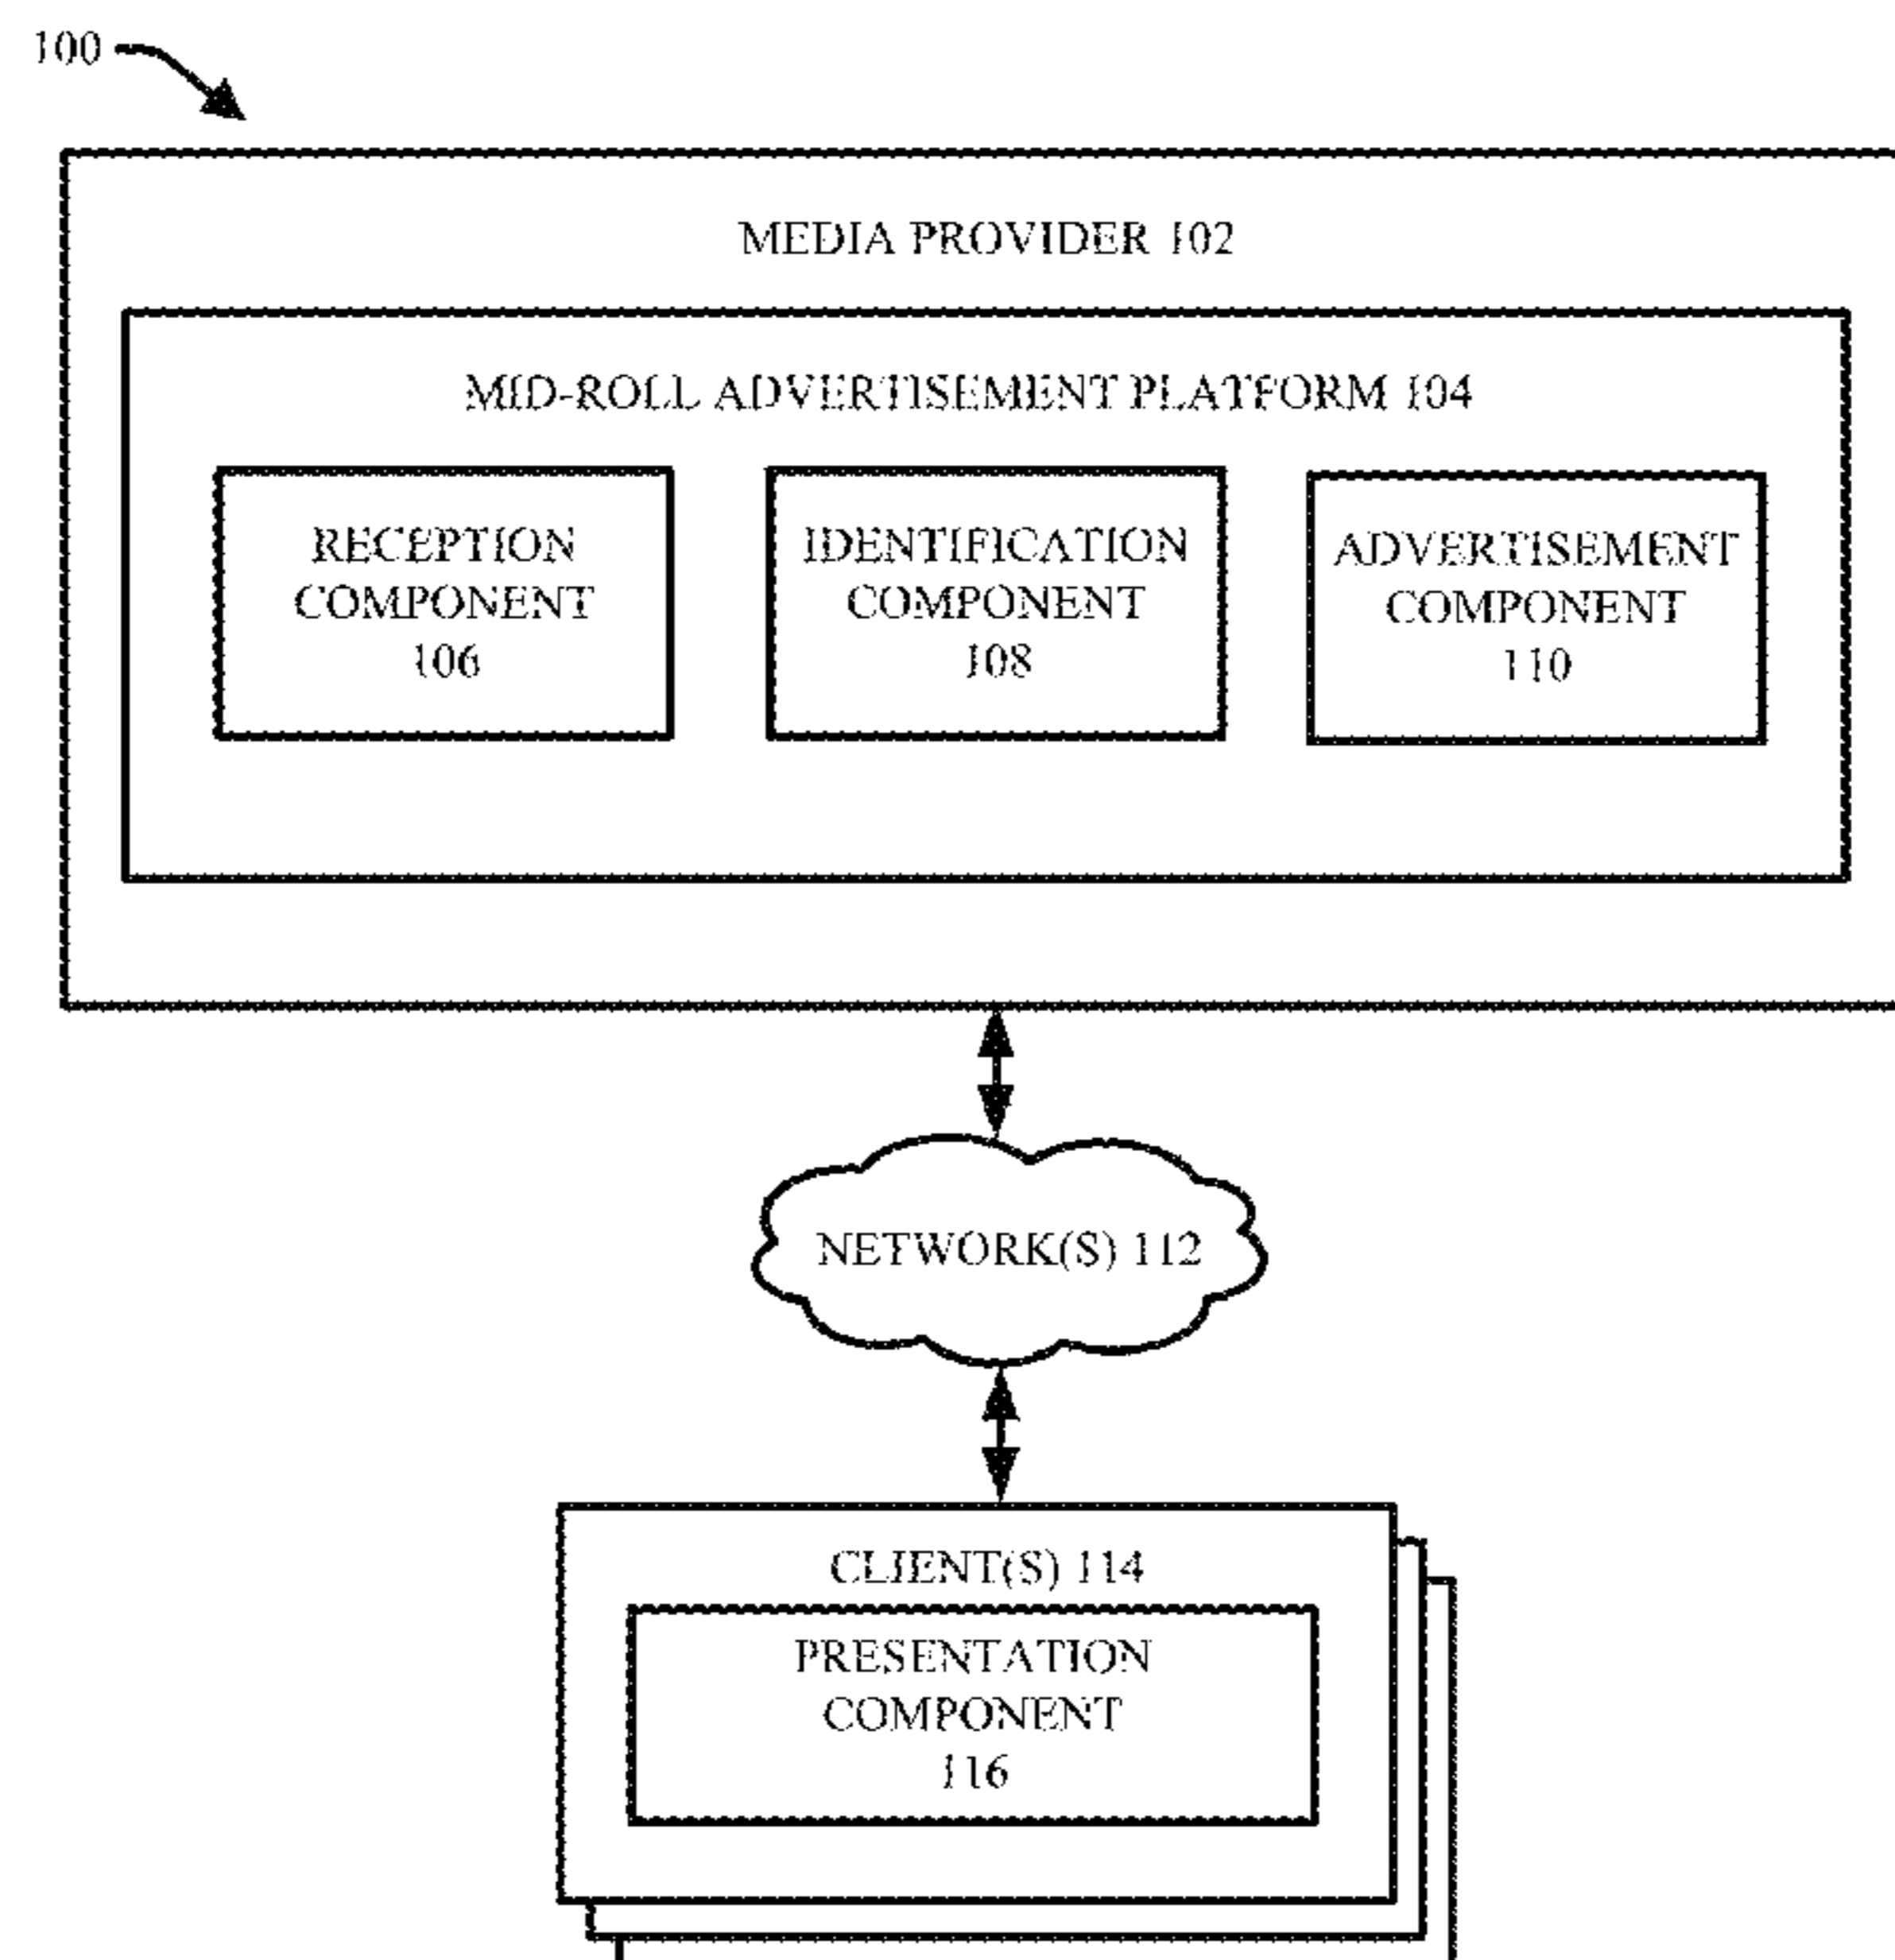 100
MEDIA PROVIDER 102
MID-ROLL ADVERTISEMENT PLATFORM 104
RECEPTION
COMPONENT
106
IDENTIFICATION
COMPONENT
108
ADVERTISEMENT
COMPONENT
110
NETWORK(S) 112
CLIENT(S) 114
PRESENTATION
COMPONENT
116